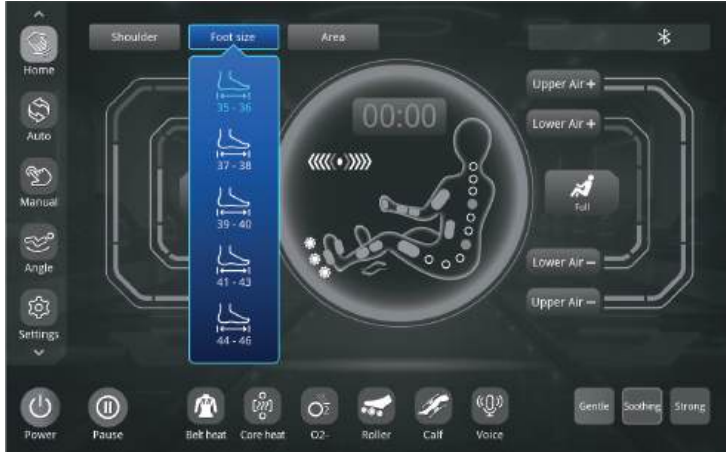 Shoulder
Foot size
Area
Home
Auto
Manual
Angle
Settings
35 - 36
37 - 38
39 - 40
41 - 43
44 - 46
00:00
Upper Air +
Lower Air +
Full
Lower Air −
Upper Air −
Power
Pause
Belt heat
Core heat
O2-
Roller
Calf
Voice
Gentle
Soothing
Strong